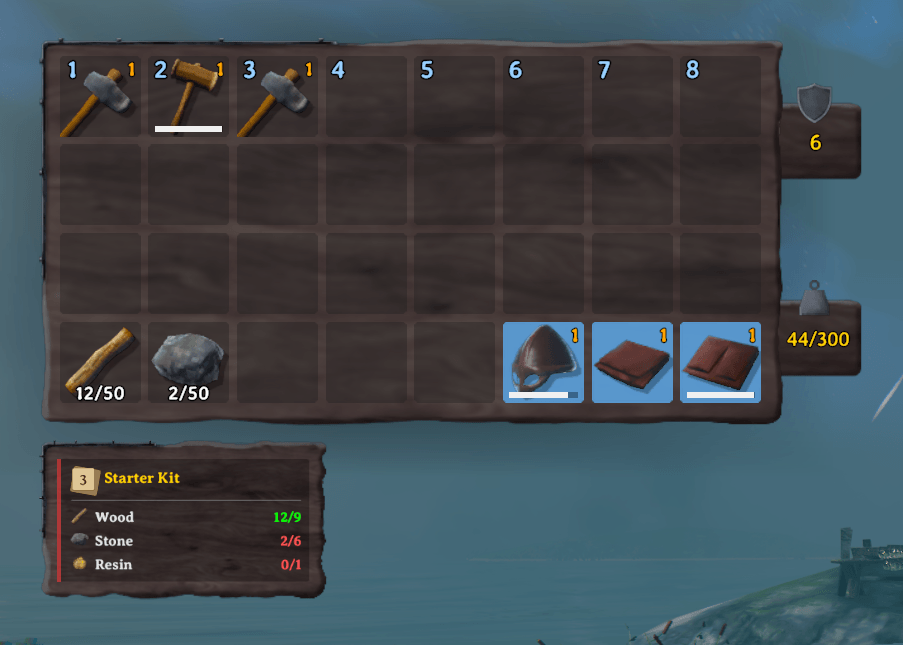 1 1 2 1 3 1 4 5 6 7 8
6
44/300
12/50 2/50 1 1 1
3 Starter Kit
Wood 12/9
Stone 2/6
Resin 0/1